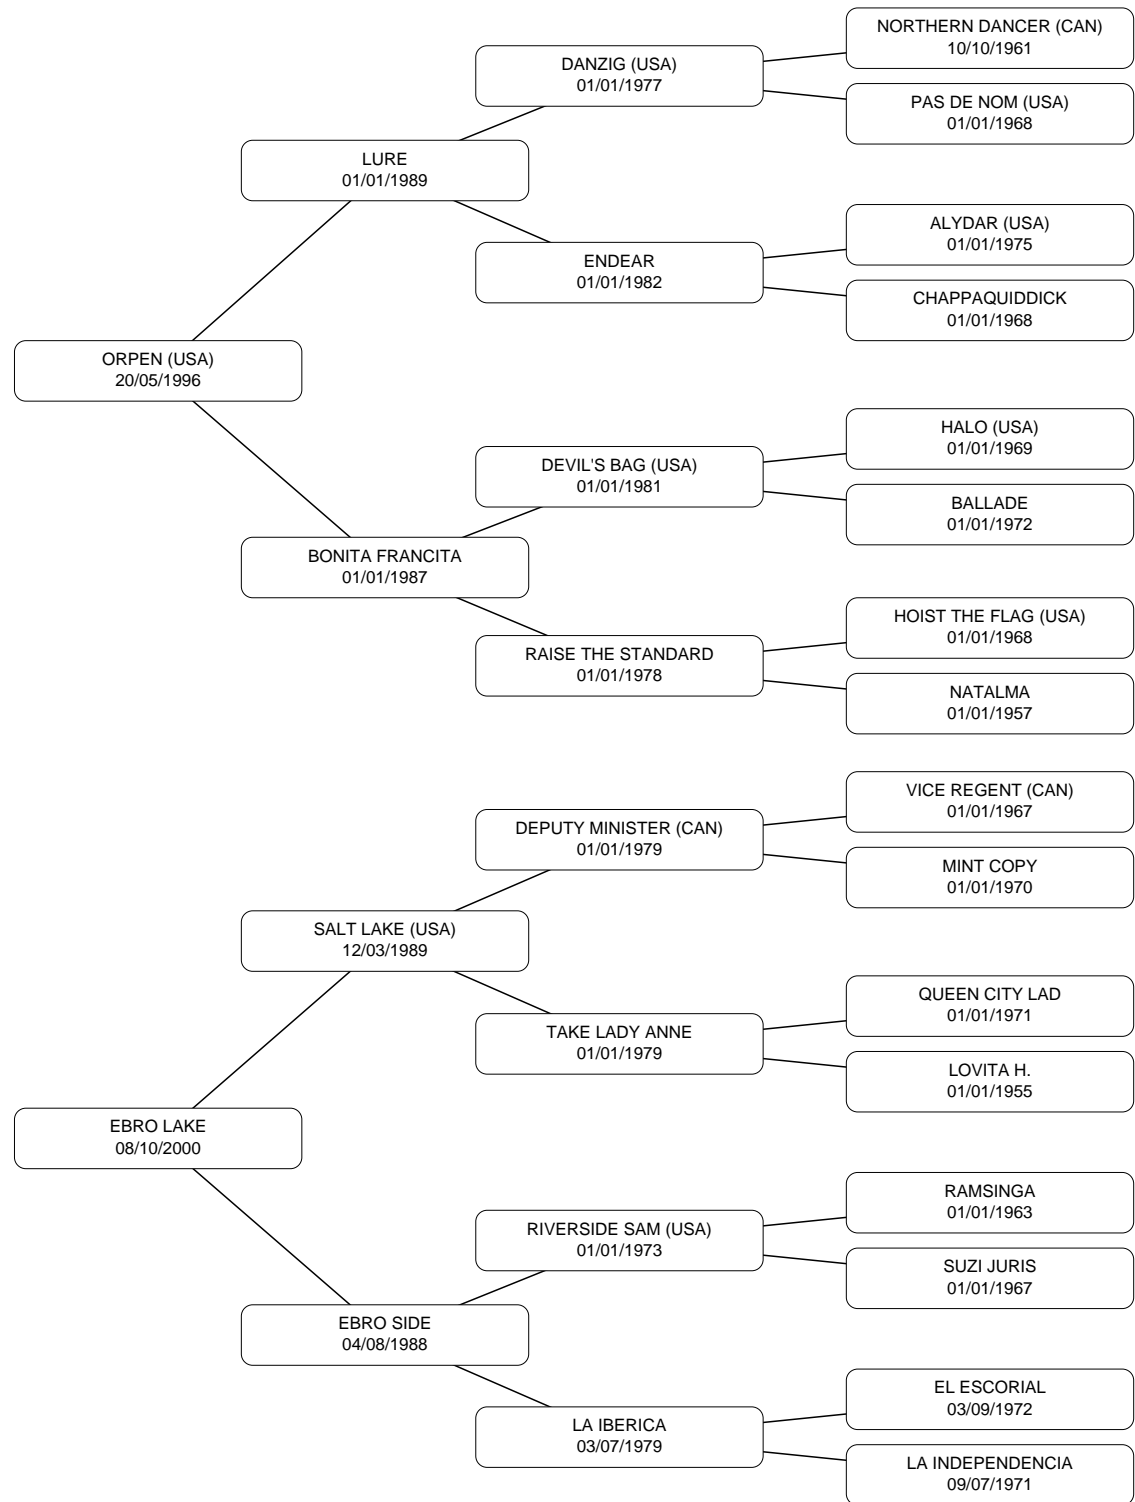 NORTHERN DANCER (CAN)
10/10/1961
DANZIG (USA)
01/01/1977
PAS DE NOM (USA)
01/01/1968
LURE
01/01/1989
ALYDAR (USA)
01/01/1975
ENDEAR
01/01/1982
CHAPPAQUIDDICK
01/01/1968
ORPEN (USA)
20/05/1996
HALO (USA)
01/01/1969
DEVIL'S BAG (USA)
01/01/1981
BALLADE
01/01/1972
BONITA FRANCITA
01/01/1987
HOIST THE FLAG (USA)
01/01/1968
RAISE THE STANDARD
01/01/1978
NATALMA
01/01/1957
VICE REGENT (CAN)
01/01/1967
DEPUTY MINISTER (CAN)
01/01/1979
MINT COPY
01/01/1970
SALT LAKE (USA)
12/03/1989
QUEEN CITY LAD
01/01/1971
TAKE LADY ANNE
01/01/1979
LOVITA H.
01/01/1955
EBRO LAKE
08/10/2000
RAMSINGA
01/01/1963
RIVERSIDE SAM (USA)
01/01/1973
SUZI JURIS
01/01/1967
EBRO SIDE
04/08/1988
EL ESCORIAL
03/09/1972
LA IBERICA
03/07/1979
LA INDEPENDENCIA
09/07/1971